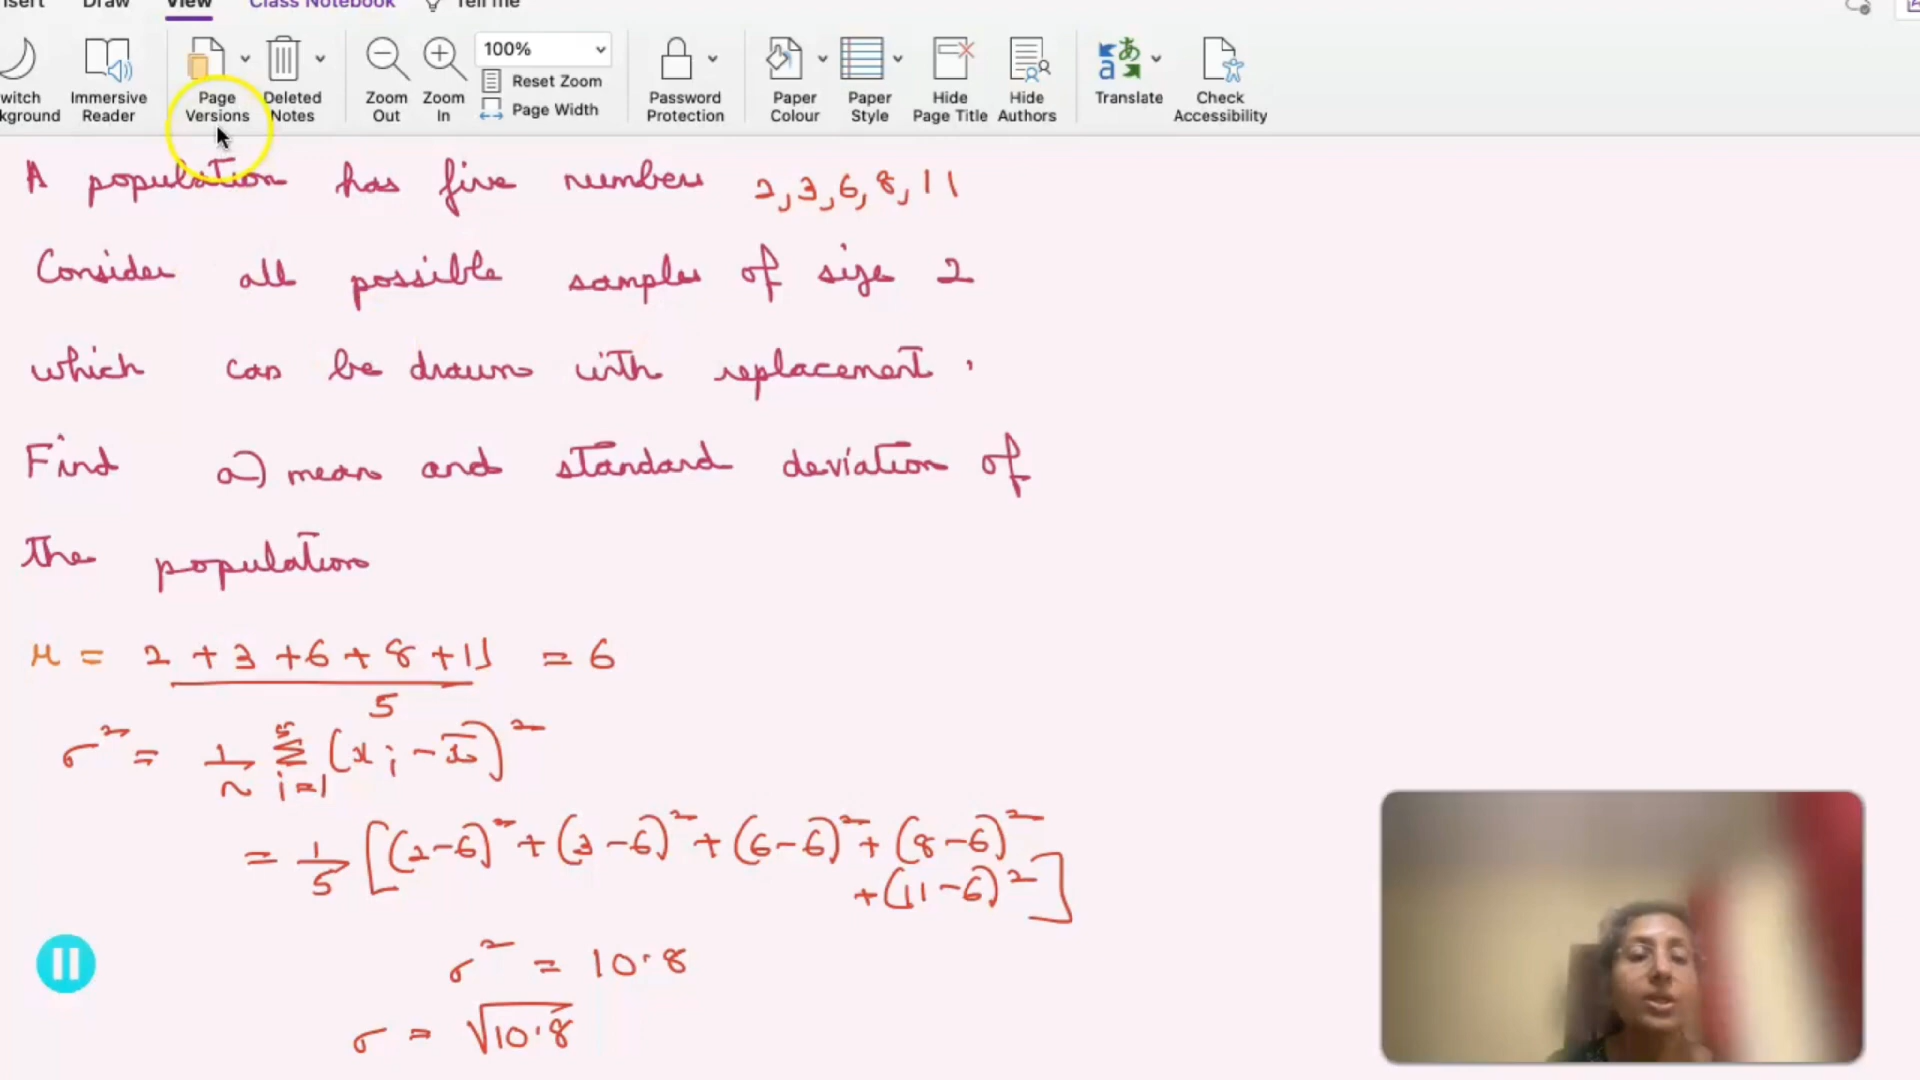 Draw View Class Notebook Tell me
Immersive Reader
Page Versions
Deleted Notes
Zoom Out
Zoom In
100%
Reset Zoom
Page Width
Password Protection
Paper Colour
Paper Style
Hide Page Title
Hide Authors
Translate
Check Accessibility
A population has five numbers 2,3,6,8,11
Consider all possible samples of size 2
which can be drawn with replacement.
Find a) mean and standard deviation of
the population
μ = 2 + 3 + 6 + 8 + 11 / 5 = 6
σ² = 1/n Σ_{i=1}^{5} (x_i - x̄)²
= 1/5 [(2-6)² + (3-6)² + (6-6)² + (8-6)²
+ (11-6)²]
σ² = 10.8
σ = √10.8